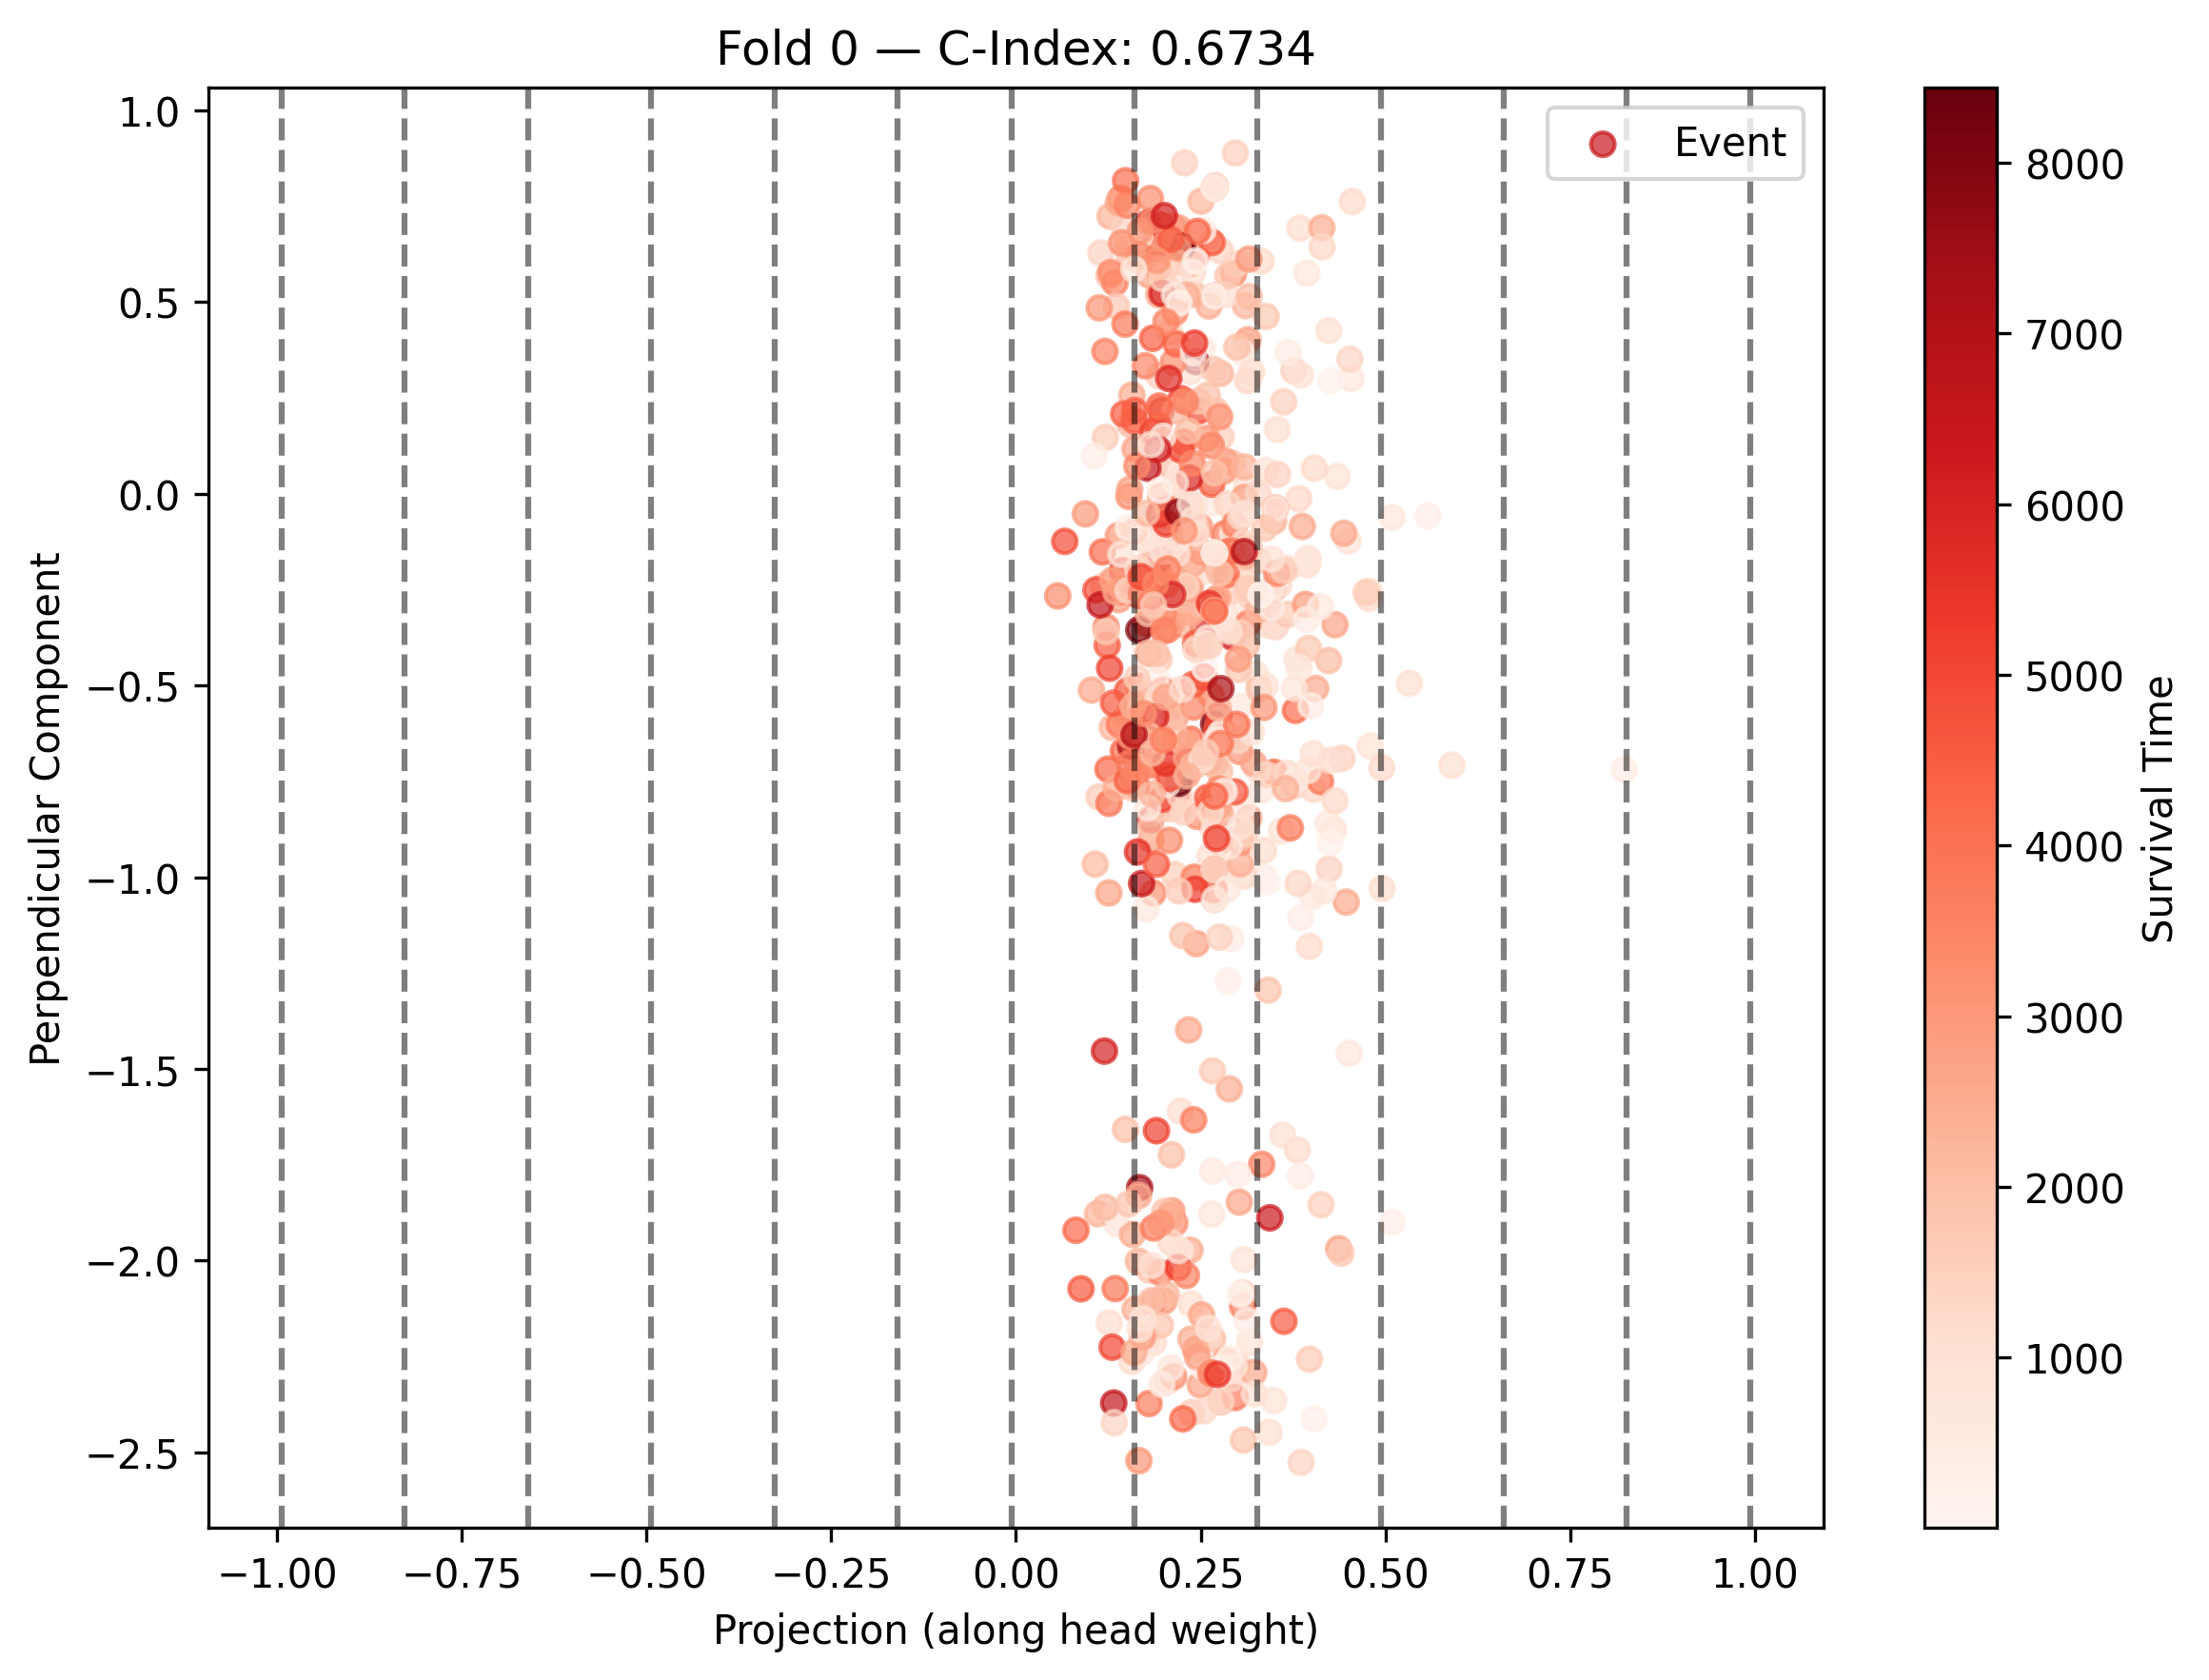 Fold 0 — C-Index: 0.6734
Event
1.0
0.5
0.0
−0.5
−1.0
−1.5
−2.0
−2.5
Perpendicular Component
−1.00 −0.75 −0.50 −0.25 0.00 0.25 0.50 0.75 1.00
Projection (along head weight)
8000
7000
6000
5000
4000
3000
2000
1000
Survival Time